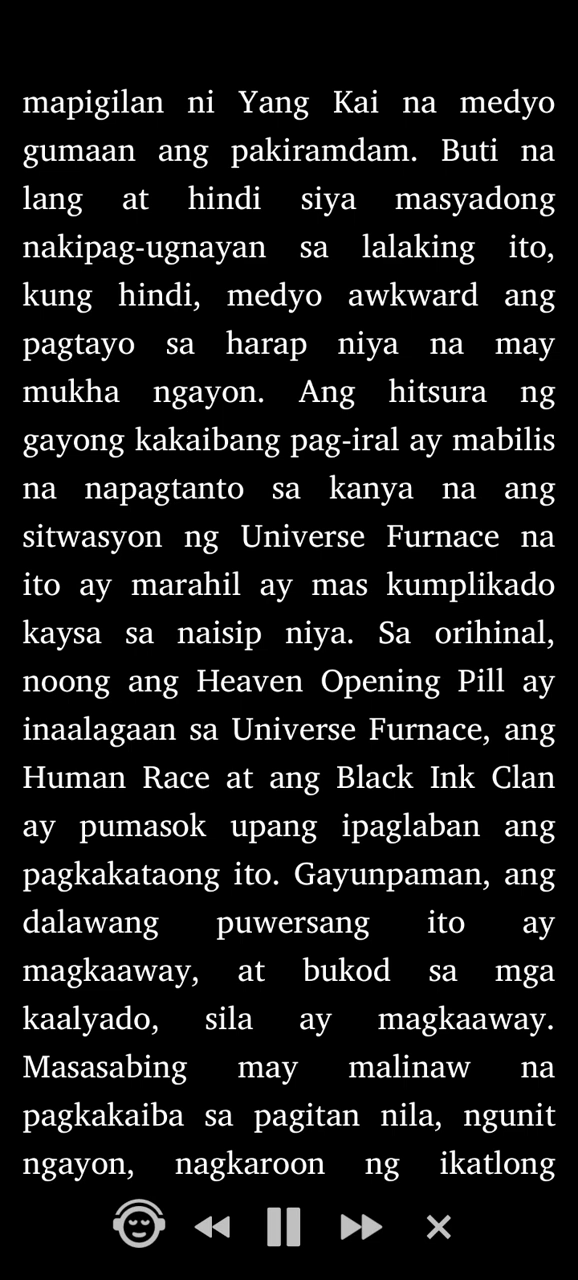 mapigilan ni Yang Kai na medyo
gumaan ang pakiramdam. Buti na
lang at hindi siya masyadong
nakipag-ugnayan sa lalaking ito,
kung hindi, medyo awkward ang
pagtayo sa harap niya na may
mukha ngayon. Ang hitsura ng
gayong kakaibang pag-iral ay mabilis
na napagtanto sa kanya na ang
sitwasyon ng Universe Furnace na
ito ay marahil ay mas kumplikado
kaysa sa naisip niya. Sa orihinal,
noong ang Heaven Opening Pill ay
inaalagaan sa Universe Furnace, ang
Human Race at ang Black Ink Clan
ay pumasok upang ipaglaban ang
pagkakataong ito. Gayunpaman, ang
dalawang puwersang ito ay
magkaaway, at bukod sa mga
kaalyado, sila ay magkaaway.
Masasabing may malinaw na
pagkakaiba sa pagitan nila, ngunit
ngayon, nagkaroon ng ikatlong